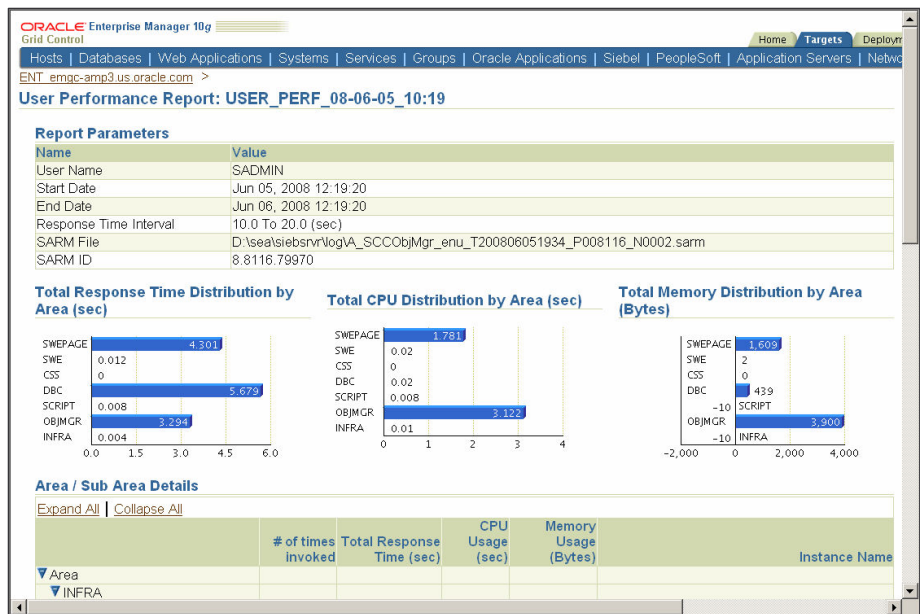 ORACLE Enterprise Manager 10g
Grid Control
Home Targets Deploym
Hosts | Databases | Web Applications | Systems | Services | Groups | Oracle Applications | Siebel | PeopleSoft | Application Servers | Netwo
ENT_emgc-amp3.us.oracle.com >
User Performance Report: USER_PERF_08-06-05_10:19
Report Parameters
Name Value
User Name SADMIN
Start Date Jun 05, 2008 12:19:20
End Date Jun 06, 2008 12:19:20
Response Time Interval 10.0 To 20.0 (sec)
SARM File D:\sea\siebsrvr\log\A_SCCObjMgr_enu_T200806051934_P008116_N0002.sarm
SARM ID 8.8116.79970
Total Response Time Distribution by
Area (sec)
SWEPAGE 4.301
SWE 0.012
CSS 0
DBC 5.679
SCRIPT 0.008
OBJMGR 3.294
INFRA 0.004
0.0 1.5 3.0 4.5 6.0
Total CPU Distribution by Area (sec)
SWEPAGE 1.781
SWE 0.02
CSS 0
DBC 0.02
SCRIPT 0.008
OBJMGR 3.122
INFRA 0.01
0 1 2 3 4
Total Memory Distribution by Area
(Bytes)
SWEPAGE 1,609
SWE 2
CSS 0
DBC 439
-10 SCRIPT
OBJMGR 3,900
-10 INFRA
-2,000 0 2,000 4,000
Area / Sub Area Details
Expand All | Collapse All
# of times invoked Total Response Time (sec) CPU Usage (sec) Memory Usage (Bytes) Instance Name
Area
INFRA